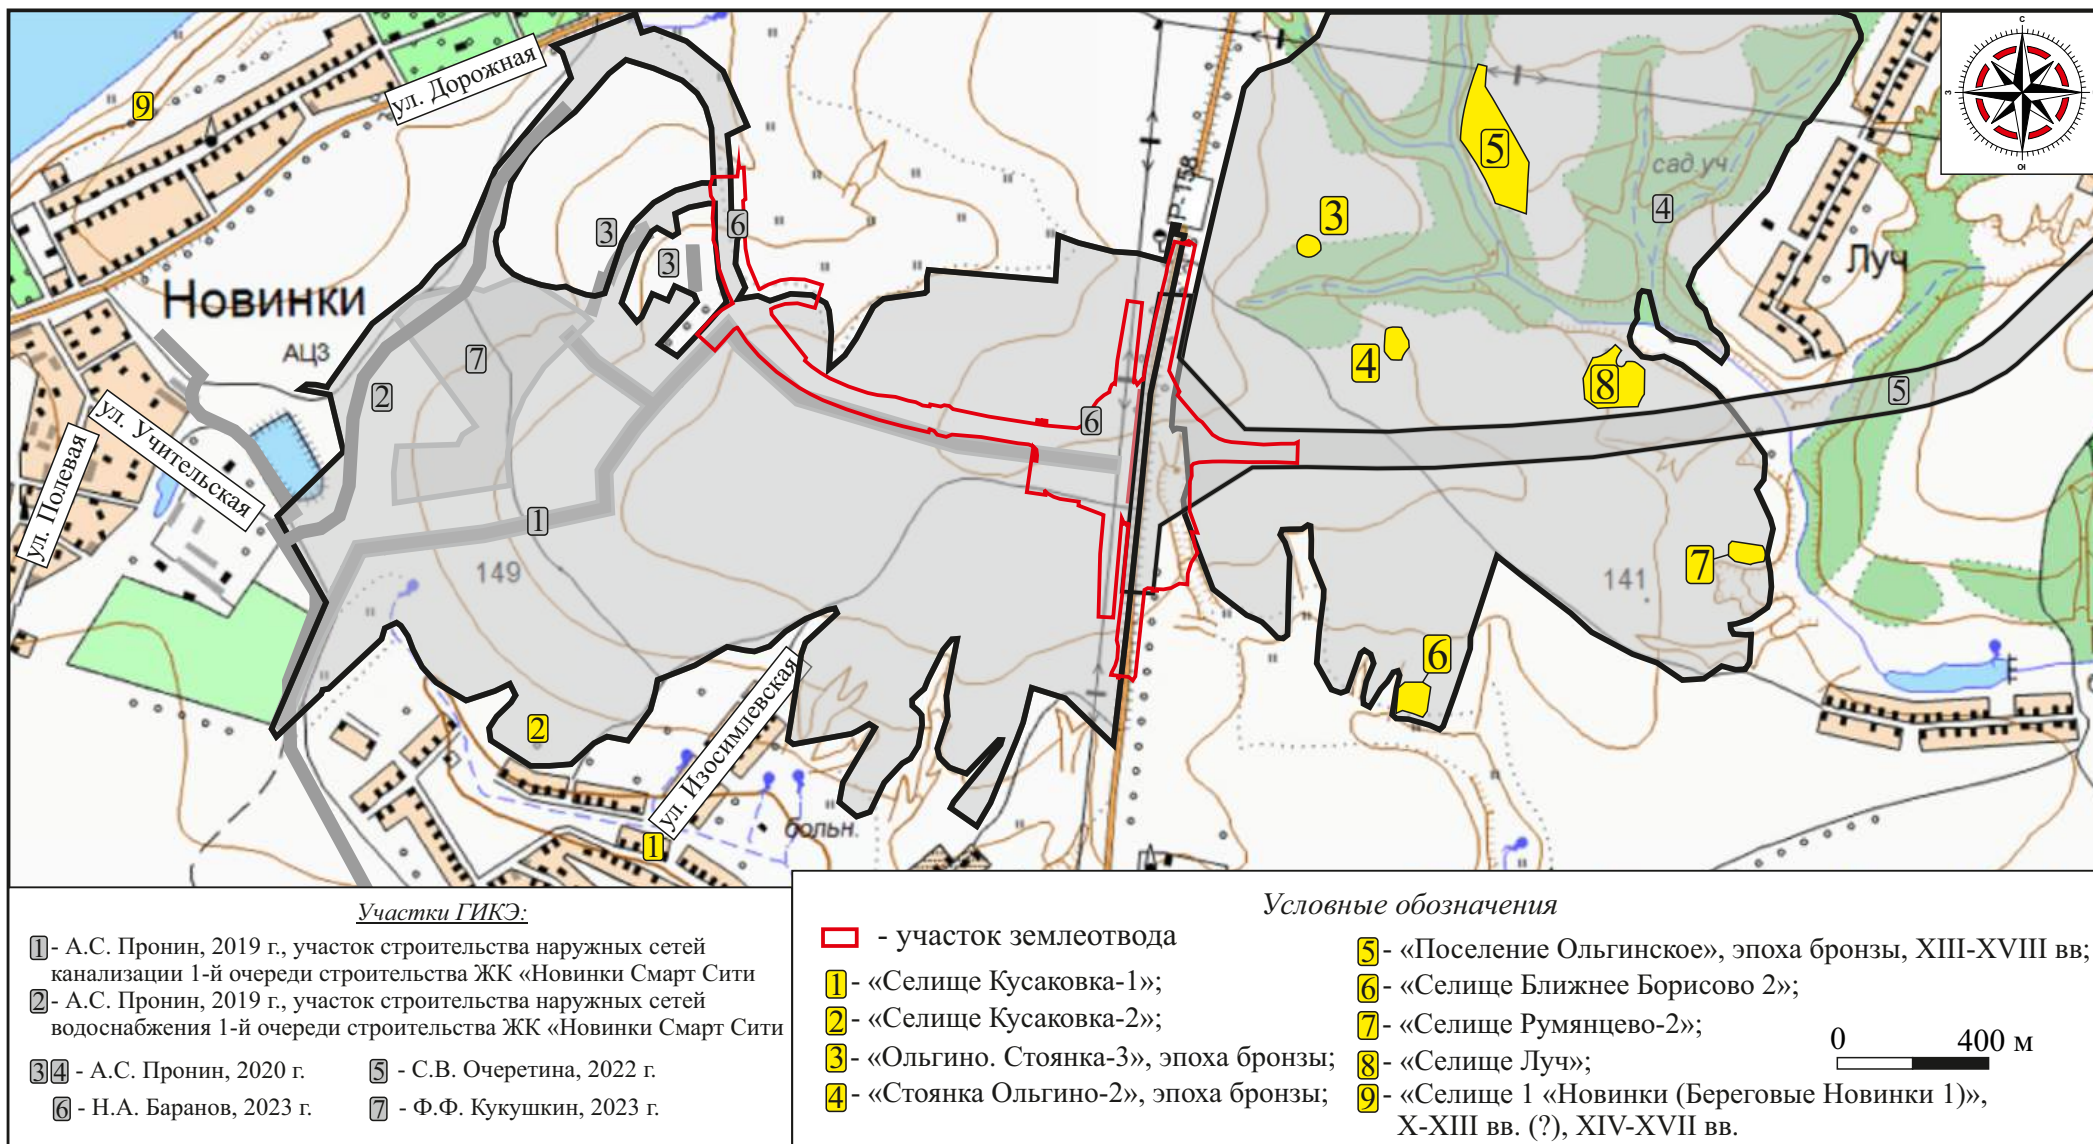 С
З
Ю
ул. Дорожная
9
5
3
4
сад.уч.
Р-158
6
3
3
Новинки
АЦЗ
Луч
2
7
4
8
5
6
ул. Учительская
ул. Полевая
1
149
7
141
6
2
ул. Изосимлевская
1
больн.
Участки ГИКЭ:
1 - А.С. Пронин, 2019 г., участок строительства наружных сетей
канализации 1-й очереди строительства ЖК «Новинки Смарт Сити
2 - А.С. Пронин, 2019 г., участок строительства наружных сетей
водоснабжения 1-й очереди строительства ЖК «Новинки Смарт Сити
3 4 - А.С. Пронин, 2020 г.
5 - С.В. Очеретина, 2022 г.
6 - Н.А. Баранов, 2023 г.
7 - Ф.Ф. Кукушкин, 2023 г.
Условные обозначения
- участок землеотвода
1 - «Селище Кусаковка-1»;
2 - «Селище Кусаковка-2»;
3 - «Ольгино. Стоянка-3», эпоха бронзы;
4 - «Стоянка Ольгино-2», эпоха бронзы;
5 - «Поселение Ольгинское», эпоха бронзы, XIII-XVIII вв;
6 - «Селище Ближнее Борисово 2»;
7 - «Селище Румянцево-2»;
8 - «Селище Луч»;
9 - «Селище 1 «Новинки (Береговые Новинки 1)»,
X-XIII вв. (?), XIV-XVII вв.
0 400 м